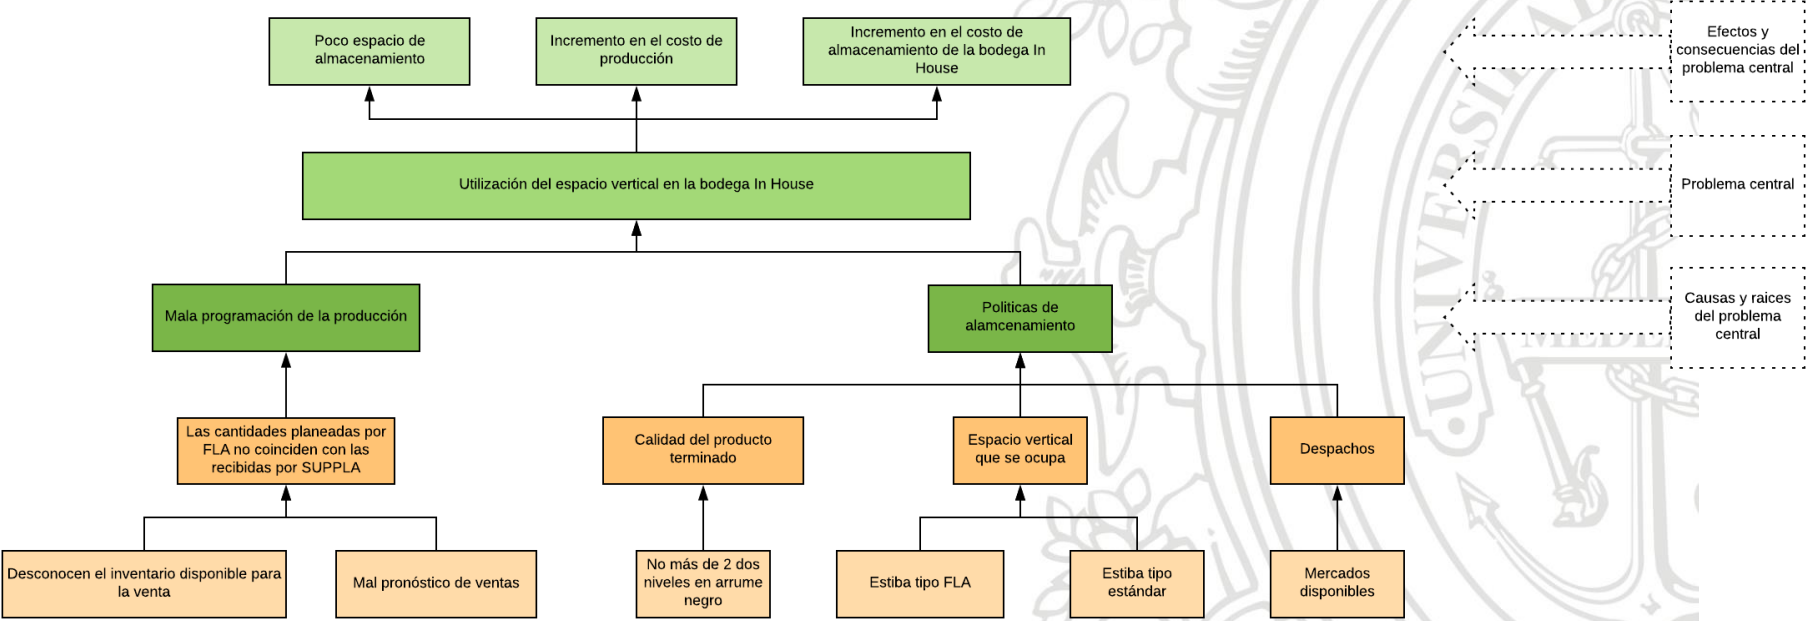 Poco espacio de
almacenamiento
Incremento en el costo de
producción
Incremento en el costo de
almacenamiento de la bodega In
House
Efectos y
consecuencias del
problema central
Utilización del espacio vertical en la bodega In House
Problema central
Mala programación de la producción
Politicas de
alamcenamiento
Causas y raices
del problema
central
Las cantidades planeadas por
FLA no coinciden con las
recibidas por SUPPLA
Calidad del producto
terminado
Espacio vertical
que se ocupa
Despachos
Desconocen el inventario disponible para
la venta
Mal pronóstico de ventas
No más de 2 dos
niveles en arrume
negro
Estiba tipo FLA
Estiba tipo
estándar
Mercados
disponibles